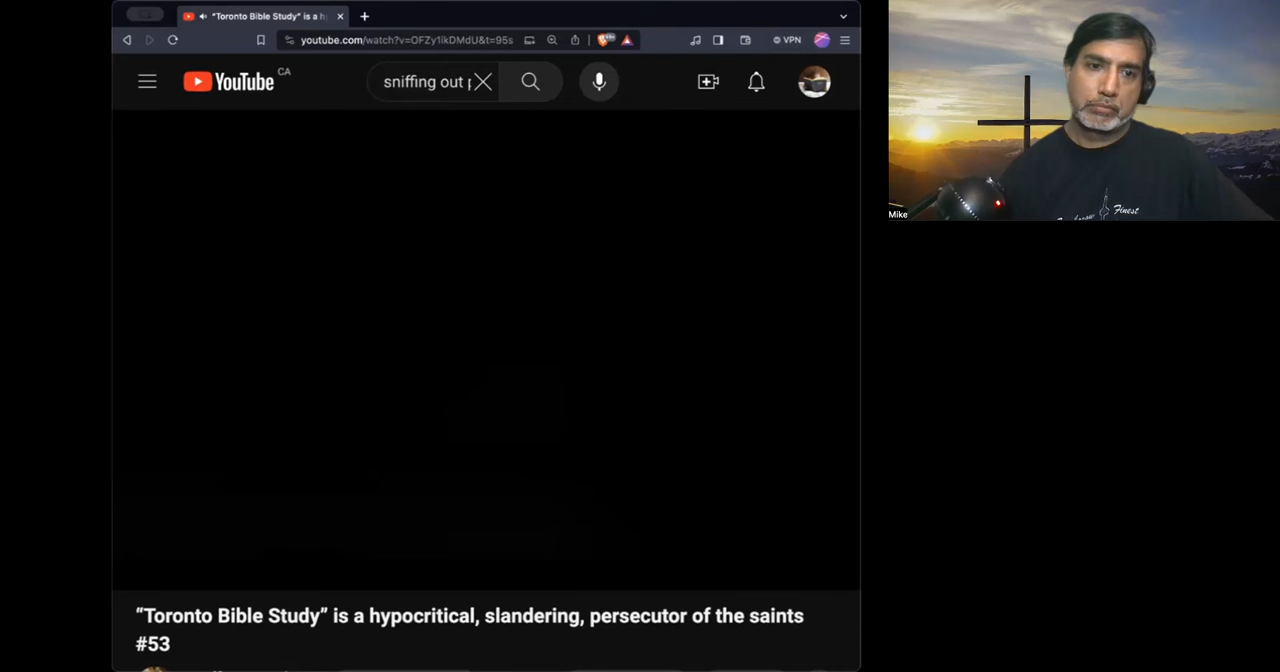 "Toronto Bible Study" is a h
youtube.com/watch?v=OFZy1lkDMdU&t=95s
VPN
YouTube CA
sniffing out
Mike
Finest
"Toronto Bible Study" is a hypocritical, slandering, persecutor of the saints
#53